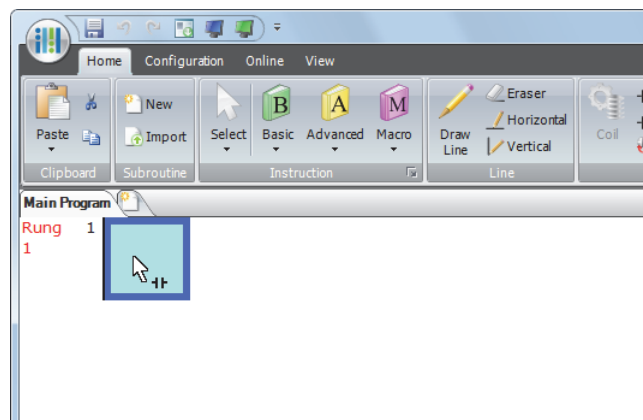 Home Configuration Online View
B A M
Paste New Import Select Basic Advanced Macro Draw Line Eraser Horizontal Vertical Coil
Clipboard Subroutine Instruction Line
Main Program
Rung 1
1